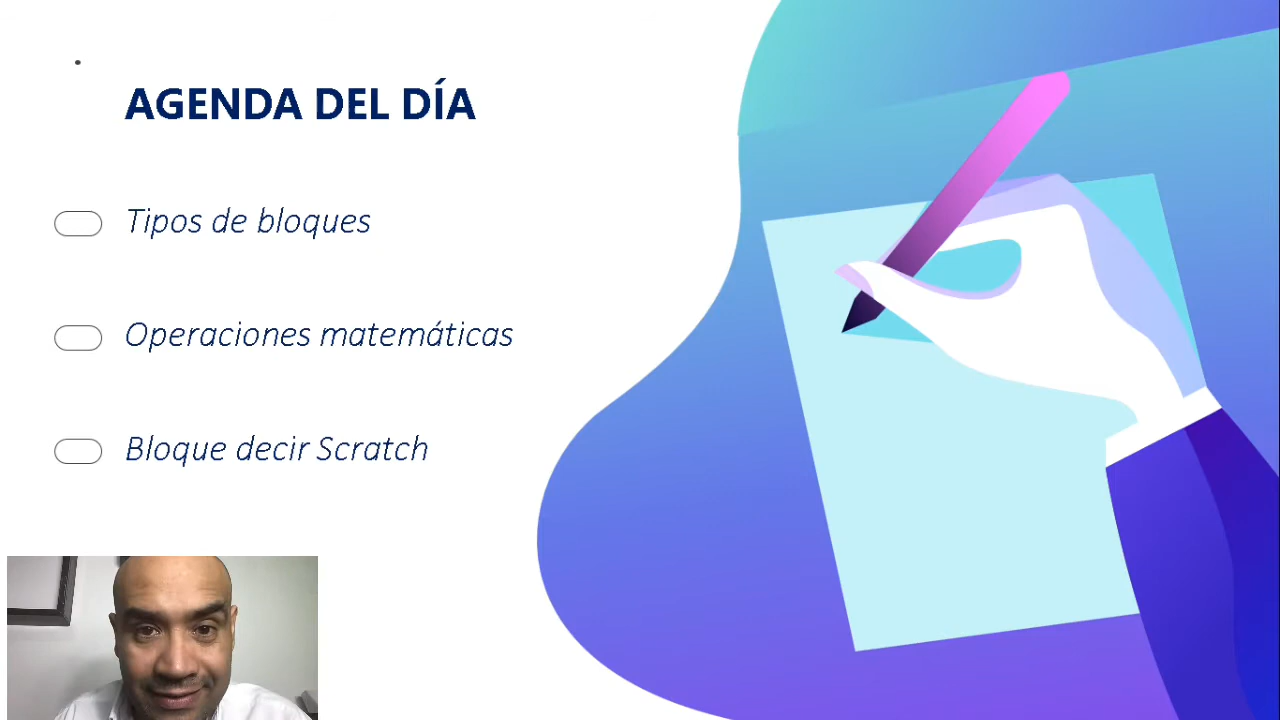 AGENDA DEL DÍA
Tipos de bloques
Operaciones matemáticas
Bloque decir Scratch